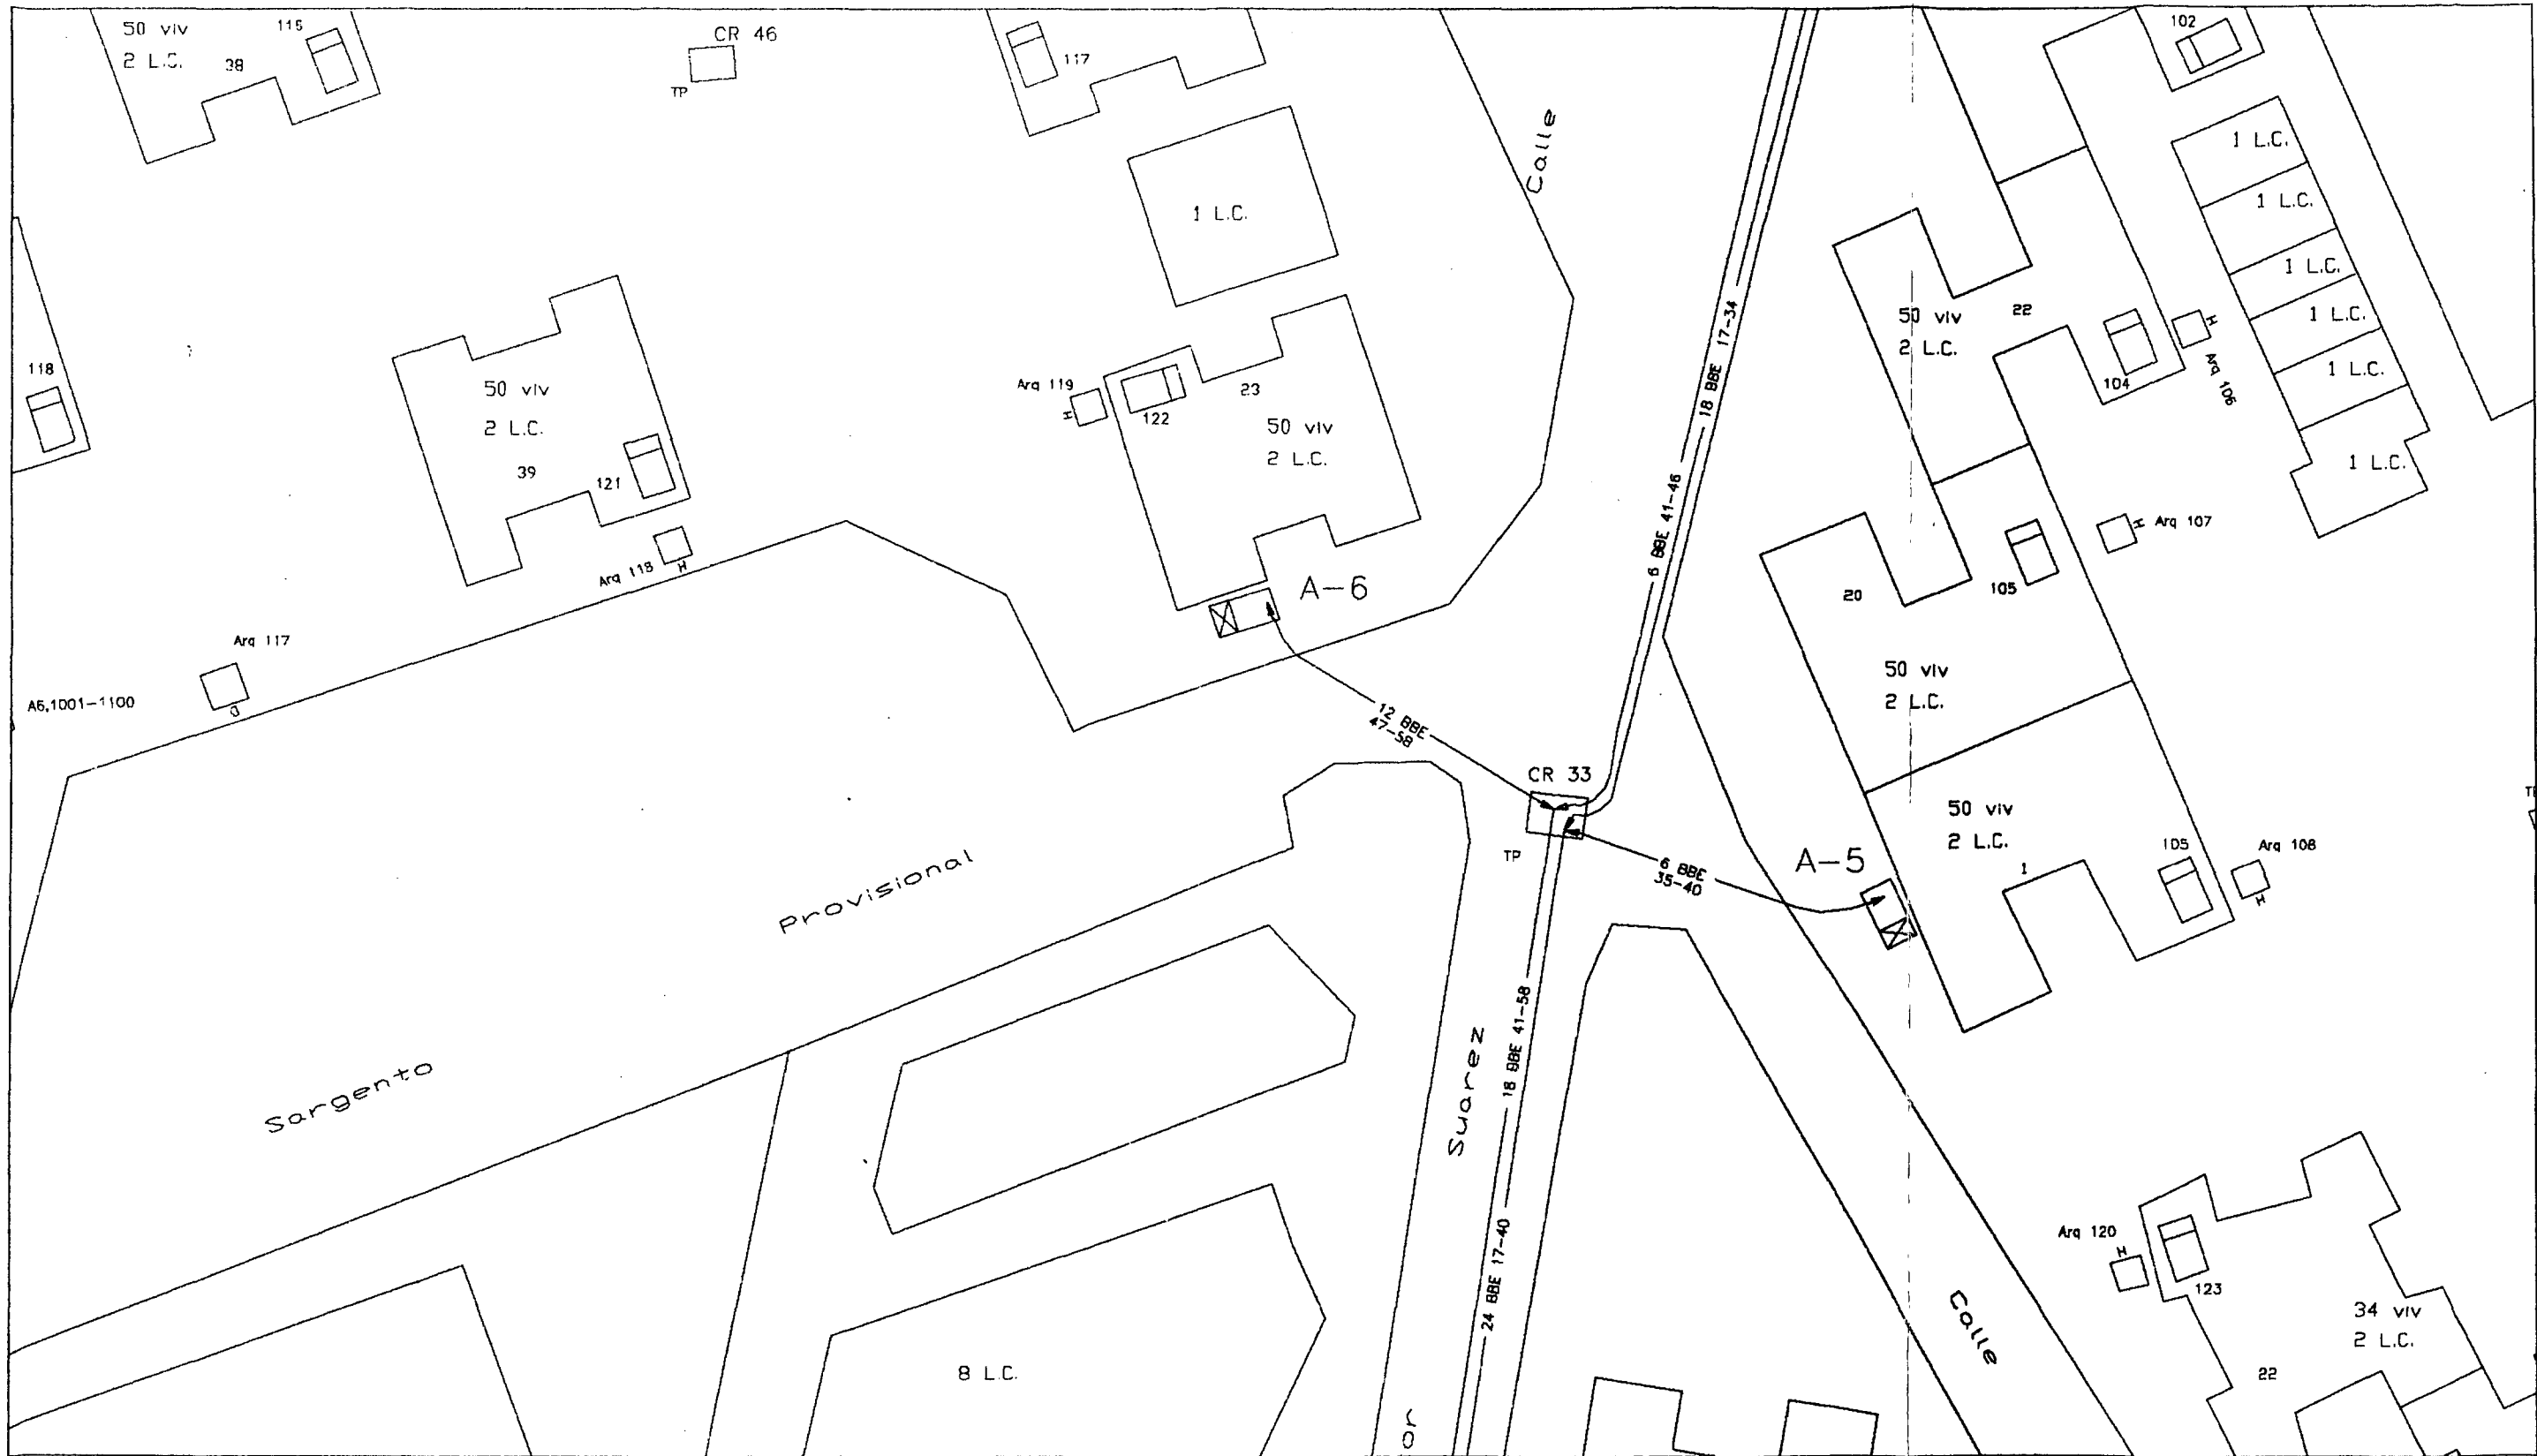 50 viv
2 L.C.
38
115
CR 46
TP
117
Calle
102
1 L.C.
1 L.C.
1 L.C.
1 L.C.
1 L.C.
1 L.C.
1 L.C.
118
50 viv
2 L.C.
39
121
Arq 119
H
122
23
50 viv
2 L.C.
18 BBE 17-34
6 BBE 41-46
50 viv
2 L.C.
22
104
H
Arq 106
H Arq 107
20
105
Arq 118
H
A-6
Arq 117
A6,1001-1100
50 viv
2 L.C.
12 BBE
47-58
CR 33
TP
6 BBE
35-40
A-5
50 viv
2 L.C.
1
105
Arq 108
H
Provisional
Sargento
Suarez
18 BBE 41-58
24 BBE 17-40
Calle
Arq 120
H
123
34 viv
2 L.C.
22
8 L.C.
or